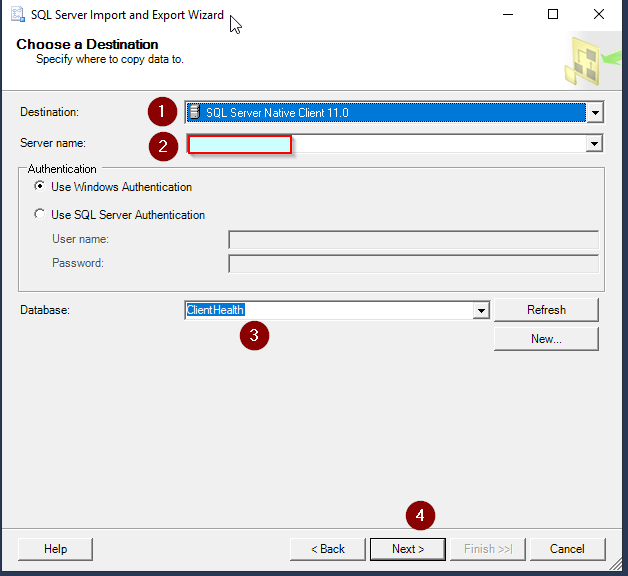 SQL Server Import and Export Wizard
Choose a Destination
Specify where to copy data to.
Destination: 1 SQL Server Native Client 11.0
Server name: 2
Authentication
Use Windows Authentication
Use SQL Server Authentication
User name:
Password:
Database: ClientHealth Refresh
3 New...
4
Help < Back Next > Finish >>| Cancel